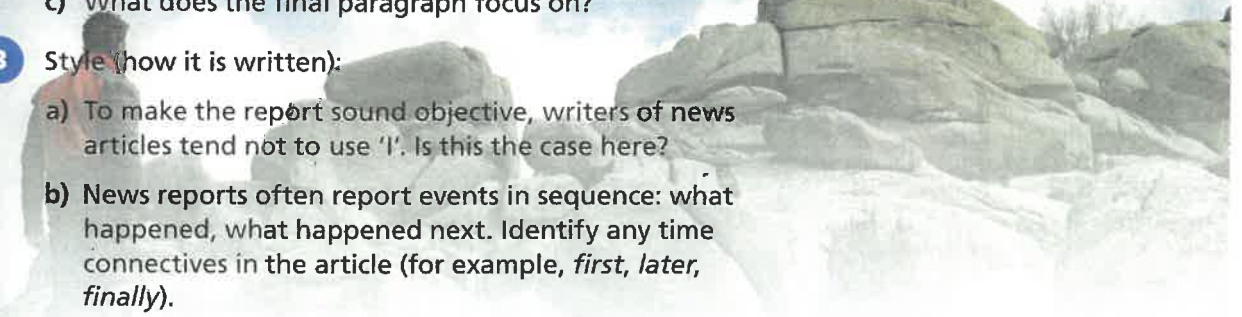 c) What does the final paragraph focus on?
3 Style (how it is written):
a) To make the report sound objective, writers of news
articles tend not to use 'I'. Is this the case here?
b) News reports often report events in sequence: what
happened, what happened next. Identify any time
connectives in the article (for example, first, later,
finally).